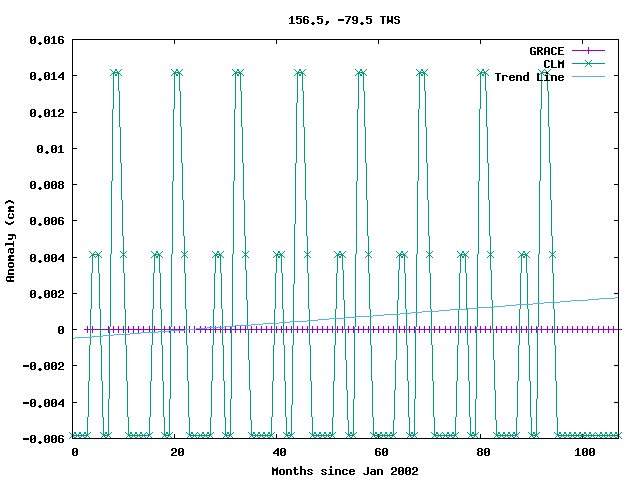 156.5, -79.5 TWS
GRACE
CLM
Trend Line
0.016
0.014
0.012
0.01
0.008
0.006
0.004
0.002
0
-0.002
-0.004
-0.006
Anomaly (cm)
0 20 40 60 80 100
Months since Jan 2002